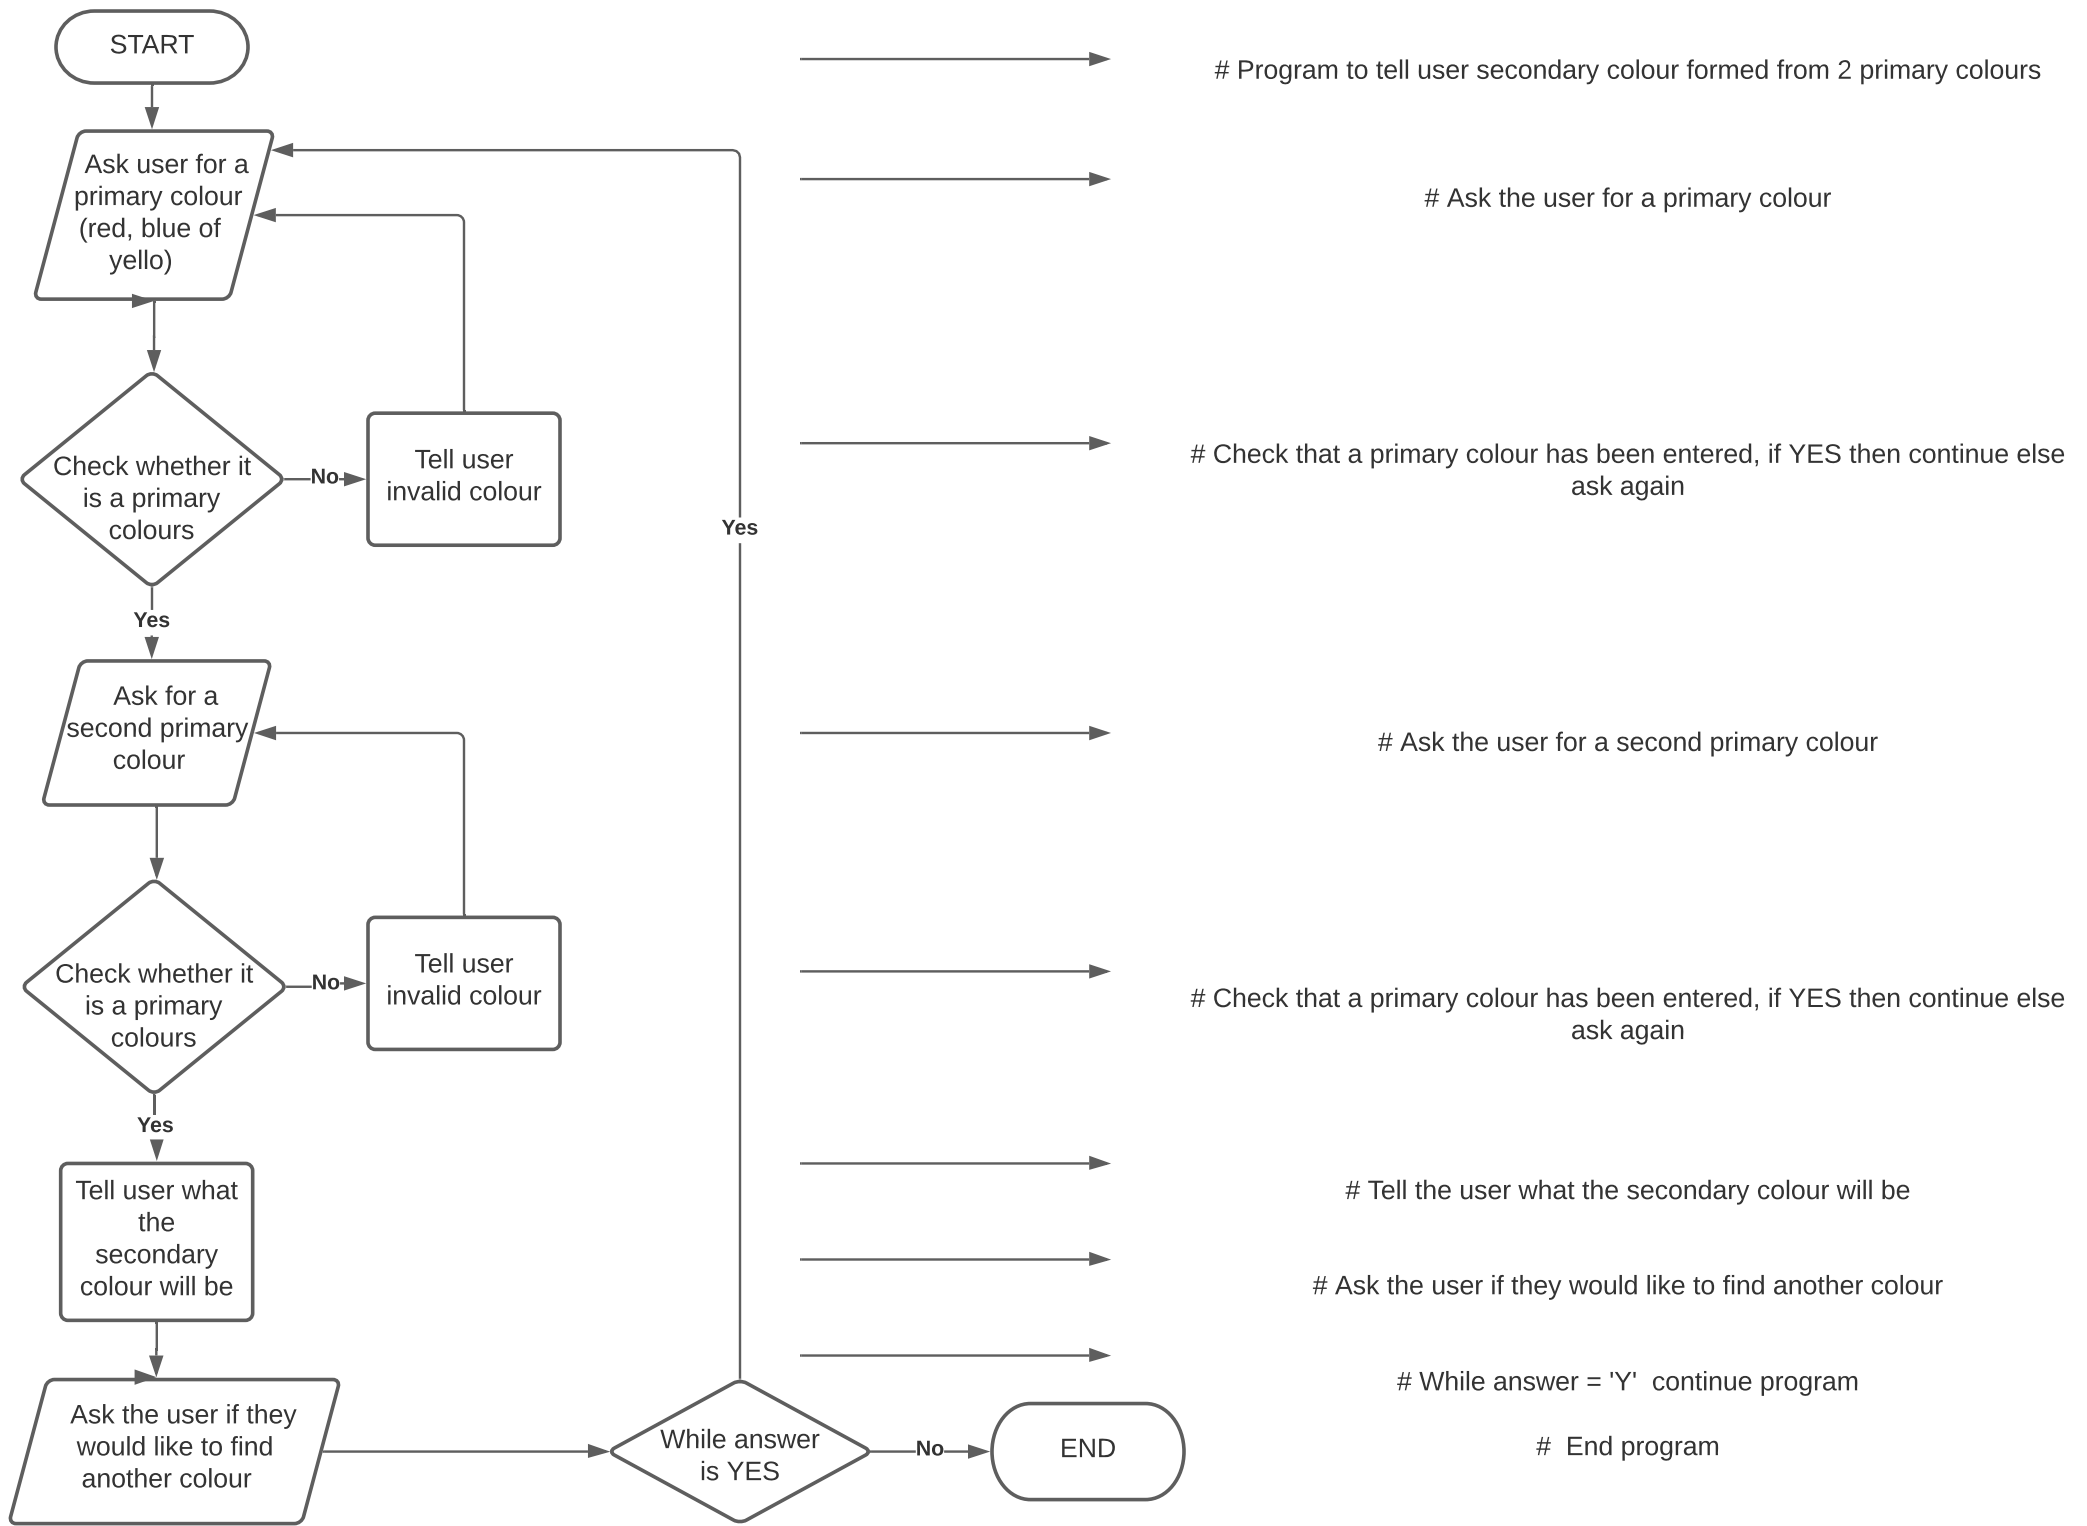 START
# Program to tell user secondary colour formed from 2 primary colours
Ask user for a
primary colour
(red, blue of
yello)
# Ask the user for a primary colour
Check whether it
is a primary
colours
No
Tell user
invalid colour
# Check that a primary colour has been entered, if YES then continue else
ask again
Yes
Yes
Ask for a
second primary
colour
# Ask the user for a second primary colour
Check whether it
is a primary
colours
No
Tell user
invalid colour
# Check that a primary colour has been entered, if YES then continue else
ask again
Yes
Tell user what
the
secondary
colour will be
# Tell the user what the secondary colour will be
# Ask the user if they would like to find another colour
# While answer = 'Y'  continue program
Ask the user if they
would like to find
another colour
While answer
is YES
No
END
#  End program